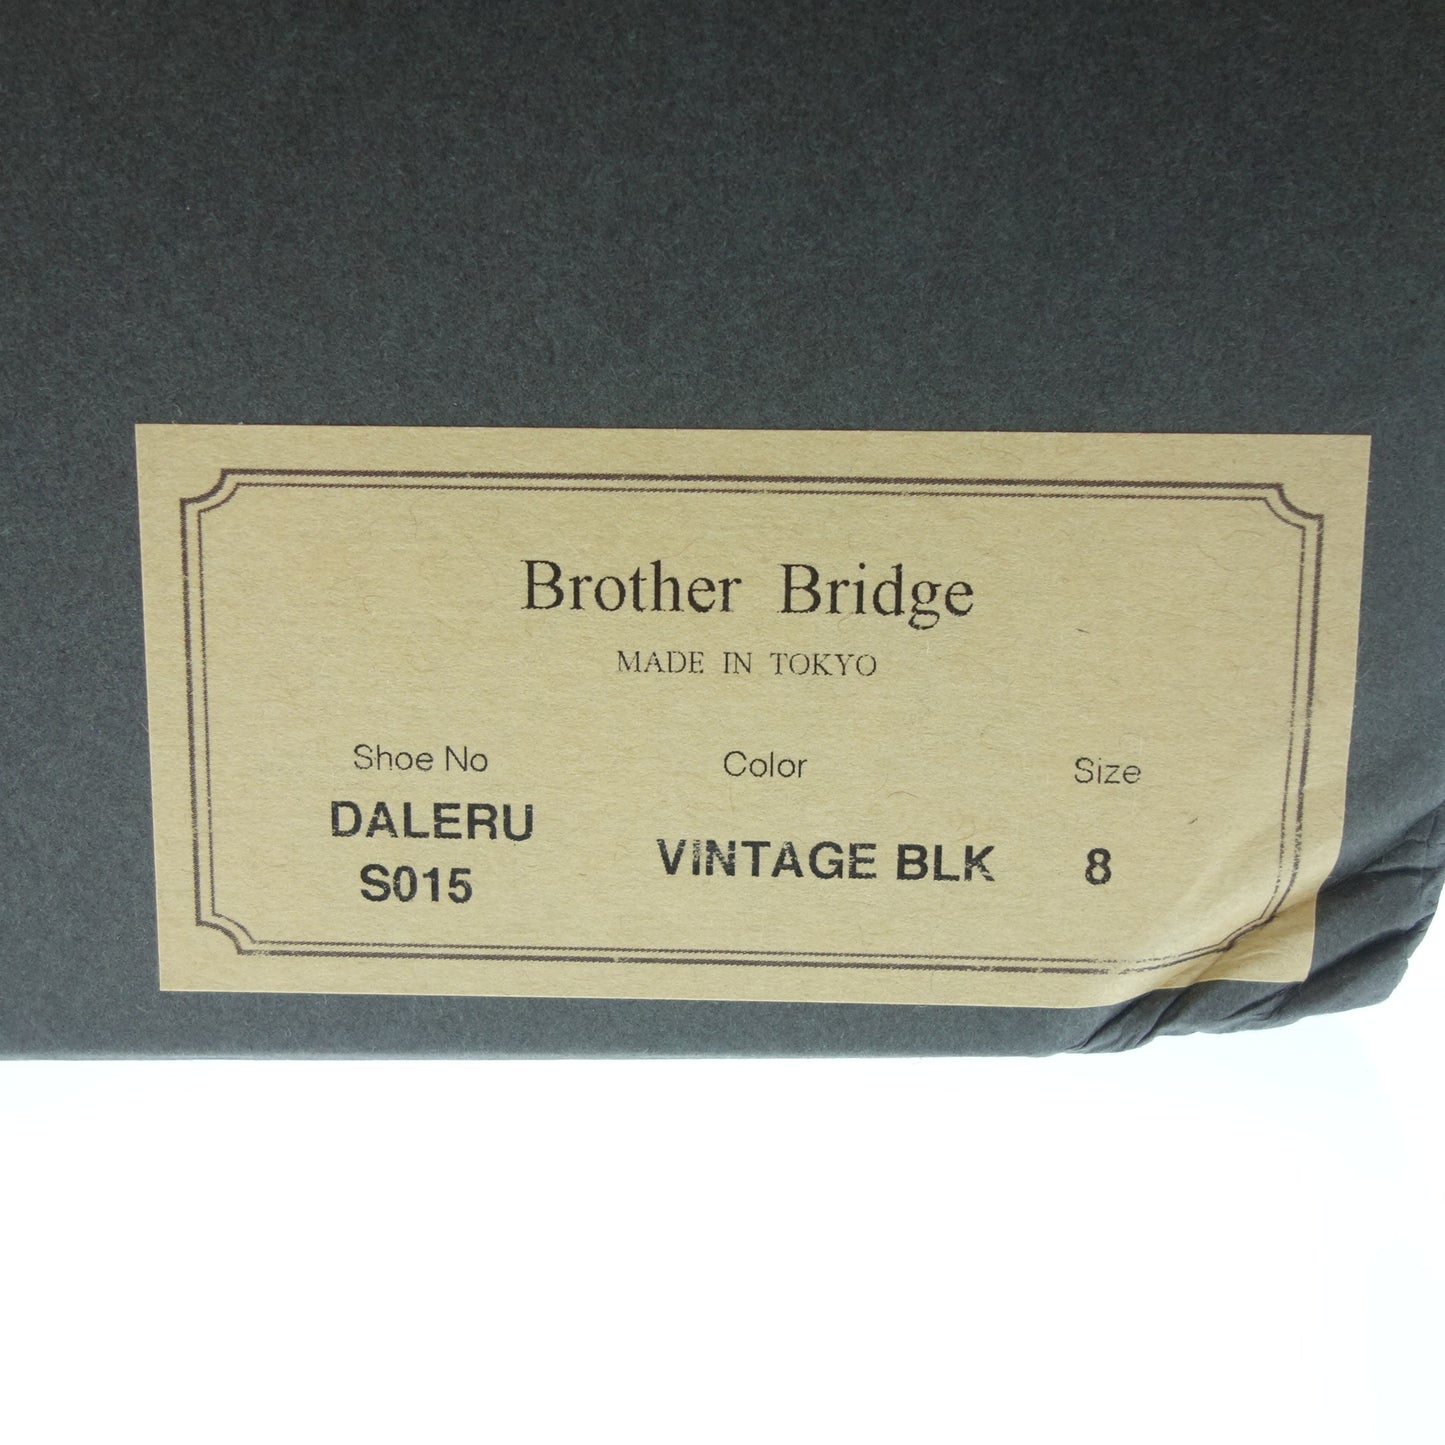 Brother Bridge
MADE IN TOKYO
Shoe No Color Size
DALERU
S015 VINTAGE BLK 8